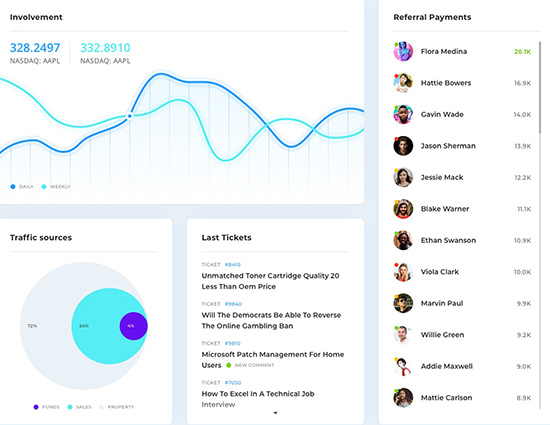 Involvement
328.2497
332.8910
NASDAQ: AAPL
NASDAQ: AAPL
DAILY
WEEKLY
Traffic sources
72%
24%
4%
FUNDS
SALES
PROPERTY
Last Tickets
TICKET #8410
Unmatched Toner Cartridge Quality 20
Less Than Oem Price
TICKET #9840
Will The Democrats Be Able To Reverse
The Online Gambling Ban
TICKET #9810
Microsoft Patch Management For Home
Users NEW COMMENT
TICKET #7050
How To Excel In A Technical Job
Interview
Referral Payments
Flora Medina 20.1K
Hattie Bowers 16.9K
Gavin Wade 14.0K
Jason Sherman 13.9K
Jessie Mack 12.2K
Blake Warner 11.1K
Ethan Swanson 10.9K
Viola Clark 10.0K
Marvin Paul 9.9K
Willie Green 9.2K
Addie Maxwell 9.0K
Mattie Carlson 8.9K